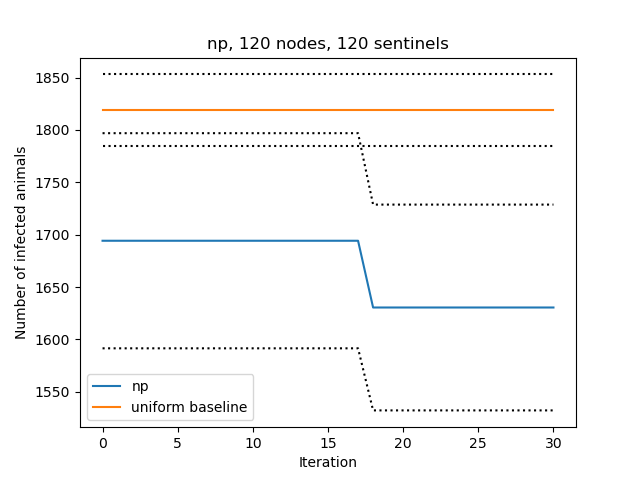 np, 120 nodes, 120 sentinels
Number of infected animals
1850
1800
1750
1700
1650
1600
1550
np
uniform baseline
0 5 10 15 20 25 30
Iteration